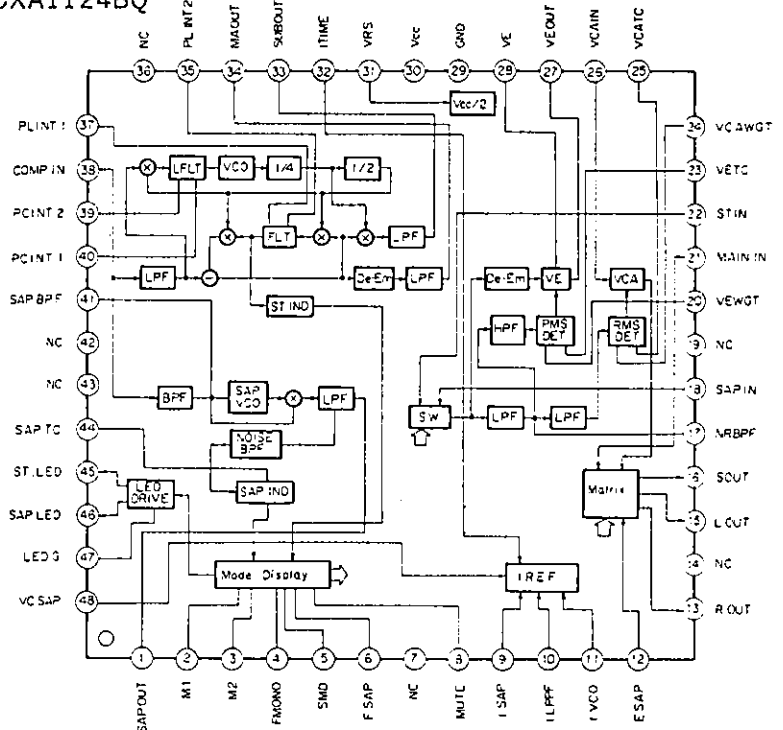 CXA1124BQ
NC
PLINT2
MAOUT
SUBOUT
ITIME
VRS
Vcc
GND
VE
VEOUT
VCAIN
VCATC
36
35
34
33
32
31
30
29
28
27
26
25
Vcc/2
PLINT 1
37
24
VCAWGT
COMP IN
38
LFLT
VCO
1/4
1/2
23
VETC
PCINT 2
39
22
STIN
FLT
LPF
PCINT 1
40
21
MAIN IN
LPF
De-Em
LPF
De-Em
VE
VCA
SAP BPF
41
20
VEWGT
ST IND
HPF
RMS
DET
RMS
DET
NC
42
19
NC
NC
43
18
SAP IN
BPF
SAP
VCO
LPF
SW
LPF
LPF
SAP TC
44
17
NRBPF
NOISE
BPF
ST.LED
45
16
SOUT
LED
DRIVE
SAP IND
Matrix
SAP LED
46
15
L OUT
LED G
47
14
NC
Mode Display
IREF
VC SAP
48
13
R OUT
1
2
3
4
5
6
7
8
9
10
11
12
SAPOUT
M1
M2
FMONO
SMD
F SAP
NC
MUTE
I SAP
I LPPF
I VCO
E SAP